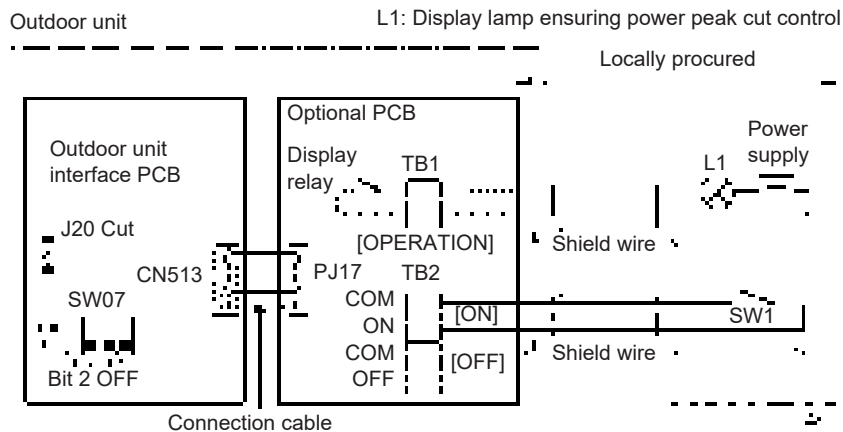 Outdoor unit
L1: Display lamp ensuring power peak cut control
Locally procured
Optional PCB
Outdoor unit
interface PCB
Display
relay
TB1
L1
Power
supply
J20 Cut
[OPERATION]
Shield wire
CN513
PJ17
TB2
SW07
COM
ON
COM
OFF
[ON]
[OFF]
SW1
Shield wire
Bit 2 OFF
Connection cable